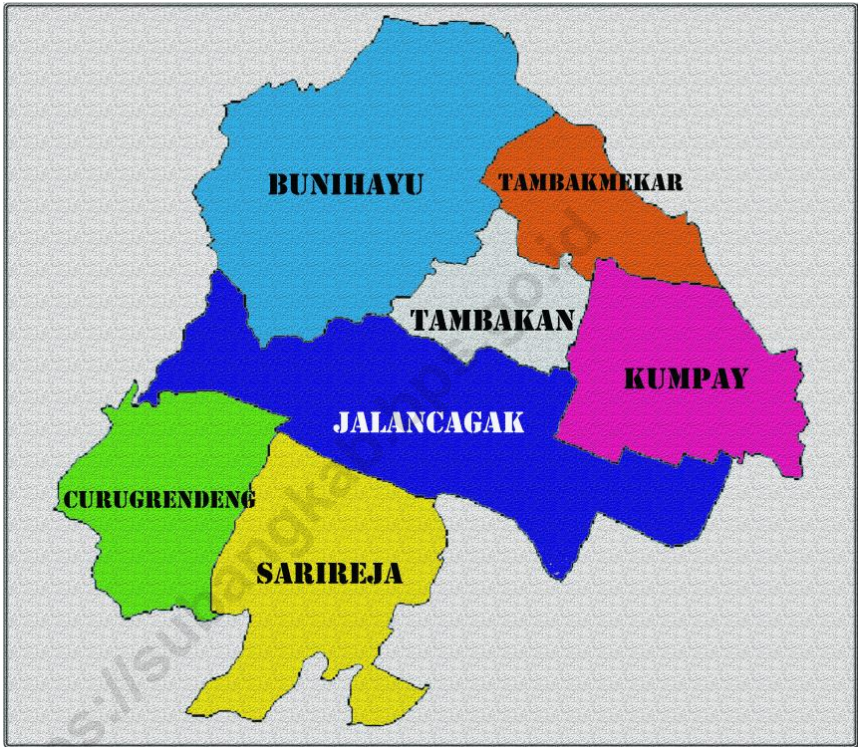 BUNIHAYU
TAMBAKMEKAR
TAMBAKAN
KUMPAY
JALANCAGAK
CURUGRENDENG
SARIREJA